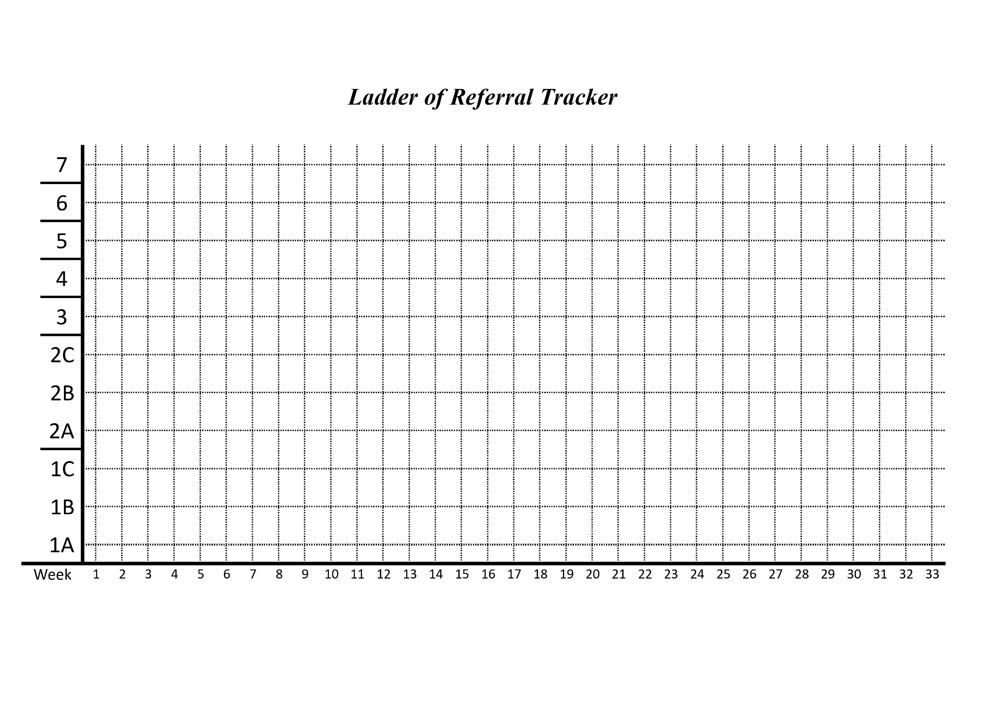 Ladder of Referral Tracker
7
6
5
4
3
2C
2B
2A
1C
1B
1A
Week 1 2 3 4 5 6 7 8 9 10 11 12 13 14 15 16 17 18 19 20 21 22 23 24 25 26 27 28 29 30 31 32 33